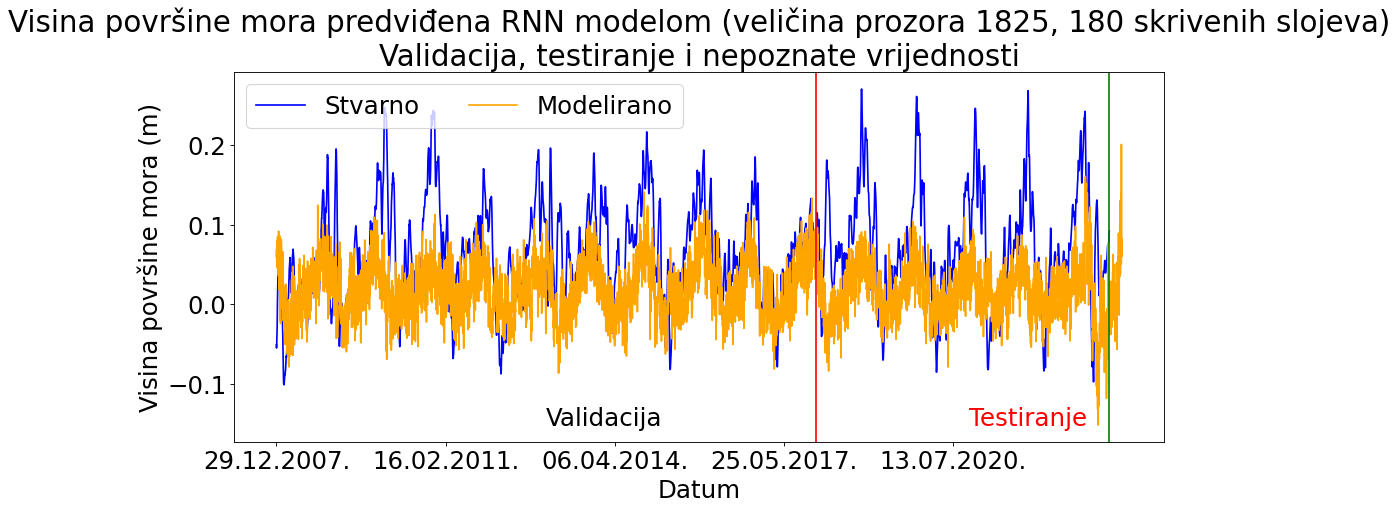 Visina površine mora predviđena RNN modelom (veličina prozora 1825, 180 skrivenih slojeva)
Validacija, testiranje i nepoznate vrijednosti
Stvarno
Modelirano
Visina površine mora (m)
0.2
0.1
0.0
−0.1
Validacija
Testiranje
29.12.2007.
16.02.2011.
06.04.2014.
25.05.2017.
13.07.2020.
Datum